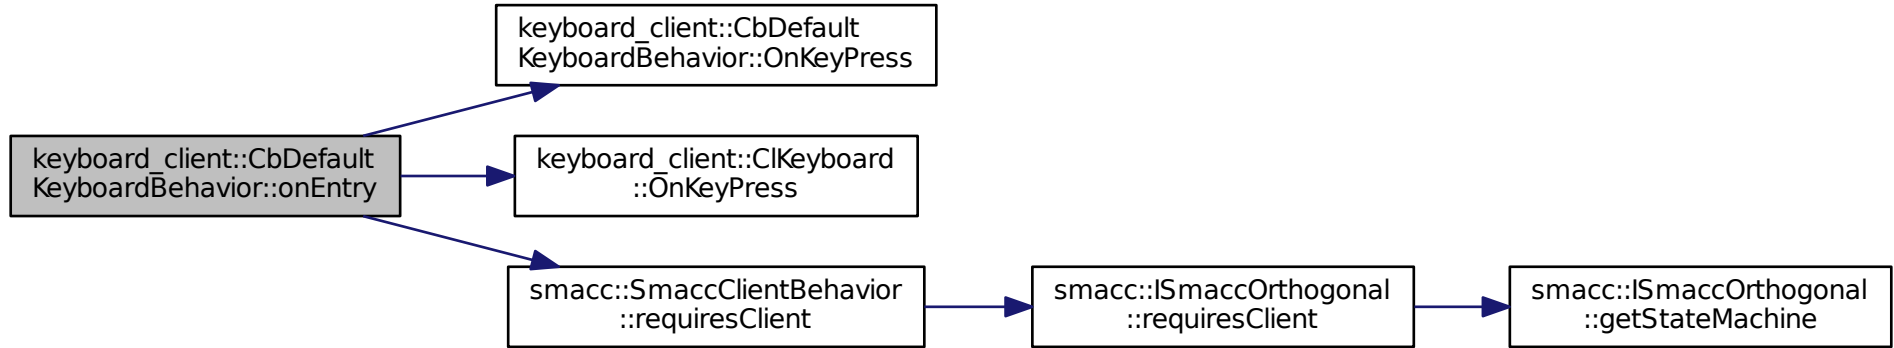 keyboard_client::CbDefault
KeyboardBehavior::OnKeyPress
keyboard_client::CbDefault
KeyboardBehavior::onEntry
keyboard_client::ClKeyboard
::OnKeyPress
smacc::SmaccClientBehavior
::requiresClient
smacc::ISmaccOrthogonal
::requiresClient
smacc::ISmaccOrthogonal
::getStateMachine